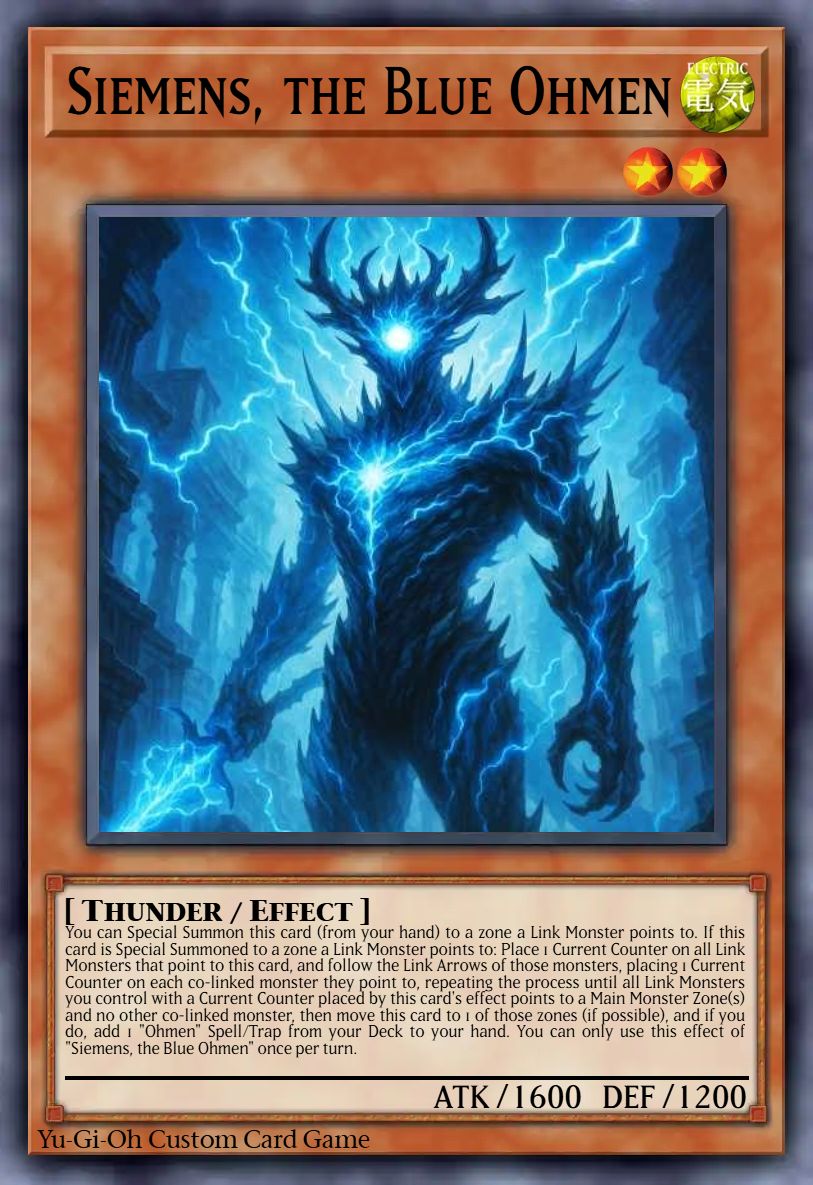 Siemens, the Blue Ohmen
ELECTRIC
電気
[ Thunder / Effect ]
You can Special Summon this card (from your hand) to a zone a Link Monster points to. If this
card is Special Summoned to a zone a Link Monster points to: Place 1 Current Counter on all Link
Monsters that point to this card, and follow the Link Arrows of those monsters, placing 1 Current
Counter on each co-linked monster they point to, repeating the process until all Link Monsters
you control with a Current Counter placed by this card's effect points to a Main Monster Zone(s)
and no other co-linked monster, then move this card to 1 of those zones (if possible), and if you
do, add 1 "Ohmen" Spell/Trap from your Deck to your hand. You can only use this effect of
"Siemens, the Blue Ohmen" once per turn.
ATK / 1600 DEF / 1200
Yu-Gi-Oh Custom Card Game